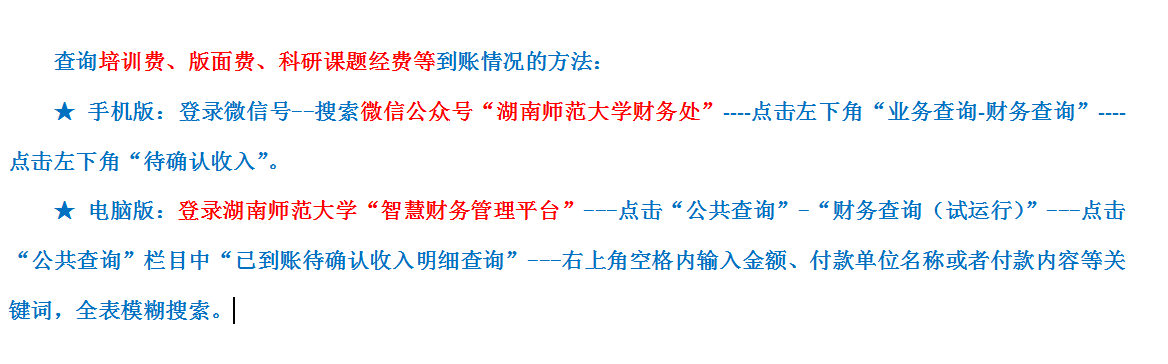 查询培训费、版面费、科研课题经费等到账情况的方法：
★ 手机版：登录微信号--搜索微信公众号“湖南师范大学财务处”----点击左下角“业务查询-财务查询”----
点击左下角“待确认收入”。
★ 电脑版：登录湖南师范大学“智慧财务管理平台”---点击“公共查询”-“财务查询（试运行）”---点击
“公共查询”栏目中“已到账待确认收入明细查询”---右上角空格内输入金额、付款单位名称或者付款内容等关
键词，全表模糊搜索。